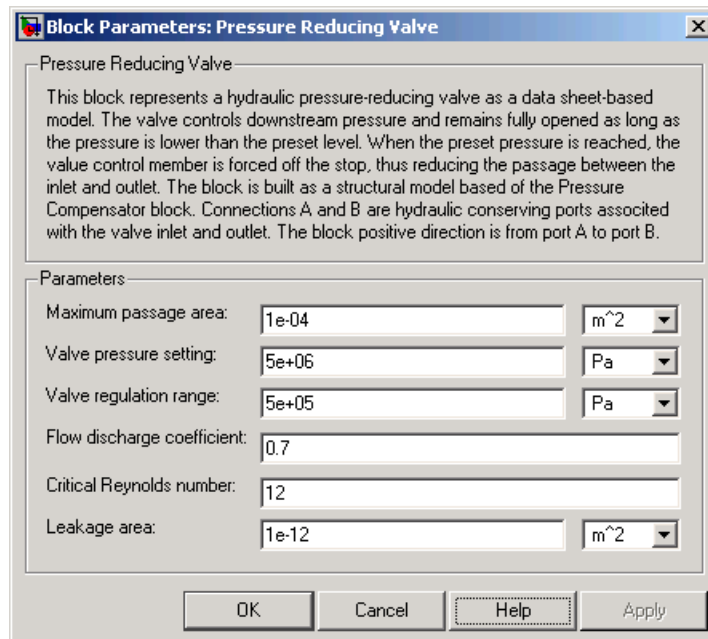 Block Parameters: Pressure Reducing Valve
Pressure Reducing Valve
This block represents a hydraulic pressure-reducing valve as a data sheet-based
model. The valve controls downstream pressure and remains fully opened as long as
the pressure is lower than the preset level. When the preset pressure is reached, the
value control member is forced off the stop, thus reducing the passage between the
inlet and outlet. The block is built as a structural model based of the Pressure
Compensator block. Connections A and B are hydraulic conserving ports associted
with the valve inlet and outlet. The block positive direction is from port A to port B.
Parameters
Maximum passage area: 1e-04 m^2
Valve pressure setting: 5e+06 Pa
Valve regulation range: 5e+05 Pa
Flow discharge coefficient: 0.7
Critical Reynolds number: 12
Leakage area: 1e-12 m^2
OK Cancel Help Apply